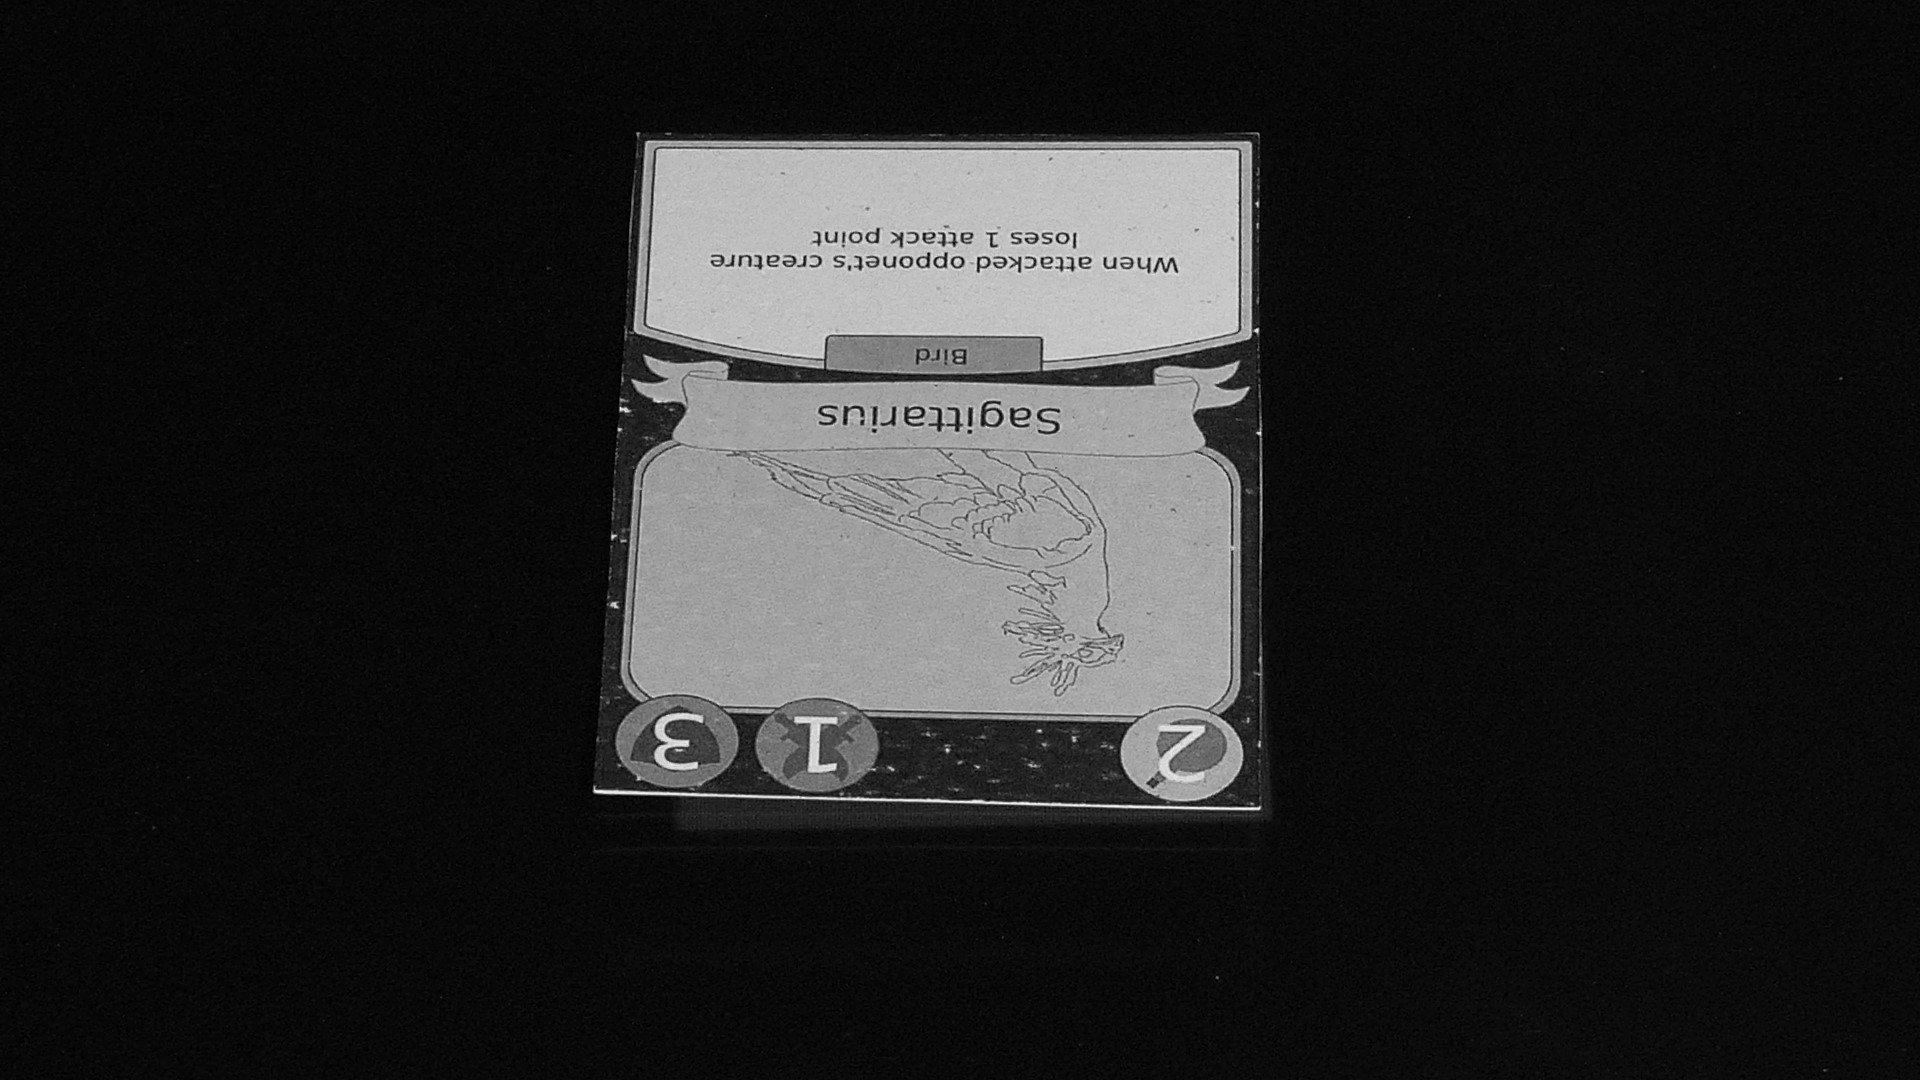 2 1 3
Sagittarius
Bird
When attacked opponet's creature
loses 1 attack point